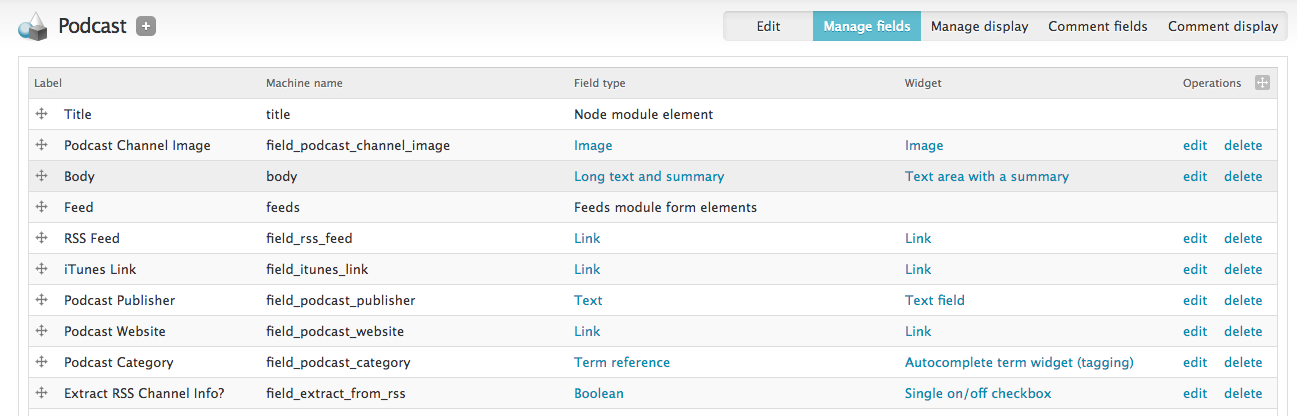 Podcast +
Edit Manage fields Manage display Comment fields Comment display
Label Machine name Field type Widget Operations
Title title Node module element
Podcast Channel Image field_podcast_channel_image Image Image edit delete
Body body Long text and summary Text area with a summary edit delete
Feed feeds Feeds module form elements
RSS Feed field_rss_feed Link Link edit delete
iTunes Link field_itunes_link Link Link edit delete
Podcast Publisher field_podcast_publisher Text Text field edit delete
Podcast Website field_podcast_website Link Link edit delete
Podcast Category field_podcast_category Term reference Autocomplete term widget (tagging) edit delete
Extract RSS Channel Info? field_extract_from_rss Boolean Single on/off checkbox edit delete